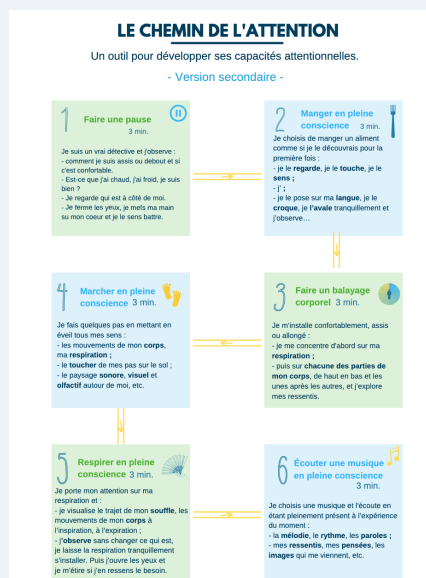 LE CHEMIN DE L'ATTENTION
Un outil pour développer ses capacités attentionnelles.
- Version secondaire -
1
Faire une pause
3 min.
Je suis un vrai détective et j'observe :
- comment je suis assis ou debout et si
c'est confortable.
- Est-ce que j'ai chaud, j'ai froid, je suis
bien ?
- Je regarde qui est à côté de moi.
- Je ferme les yeux, je mets ma main
su mon coeur et je le sens battre.
2
Manger en pleine
conscience 3 min.
Je choisis de manger un aliment
comme si je le découvrais pour la
première fois :
- je le regarde, je le touche, je le
sens ;
- j' ;
- je le pose sur ma langue, je le
croque, je l'avale tranquillement et
j'observe…
3
Faire un balayage
corporel 3 min.
Je m'installe confortablement, assis
ou allongé :
- je me concentre d'abord sur ma
respiration ;
- puis sur chacune des parties de
mon corps, de haut en bas et les
unes après les autres, et j'explore
mes ressentis.
4
Marcher en pleine
conscience 3 min.
Je fais quelques pas en mettant en
éveil tous mes sens :
- les mouvements de mon corps,
ma respiration ;
- le toucher de mes pas sur le sol ;
- le paysage sonore, visuel et
olfactif autour de moi, etc.
5
Respirer en pleine
conscience 3 min.
Je porte mon attention sur ma
respiration et :
- je visualise le trajet de mon souffle, les
mouvements de mon corps à
l'inspiration, à l'expiration ;
- j'observe sans changer ce qui est,
je laisse la respiration tranquillement
s'installer. Puis j'ouvre les yeux et
je m'étire si j'en ressens le besoin.
6
Écouter une musique
en pleine conscience
3 min.
Je choisis une musique et l'écoute en
étant pleinement présent à l'expérience
du moment :
- la mélodie, le rythme, les paroles ;
- mes ressentis, mes pensées, les
images qui me viennent, etc.